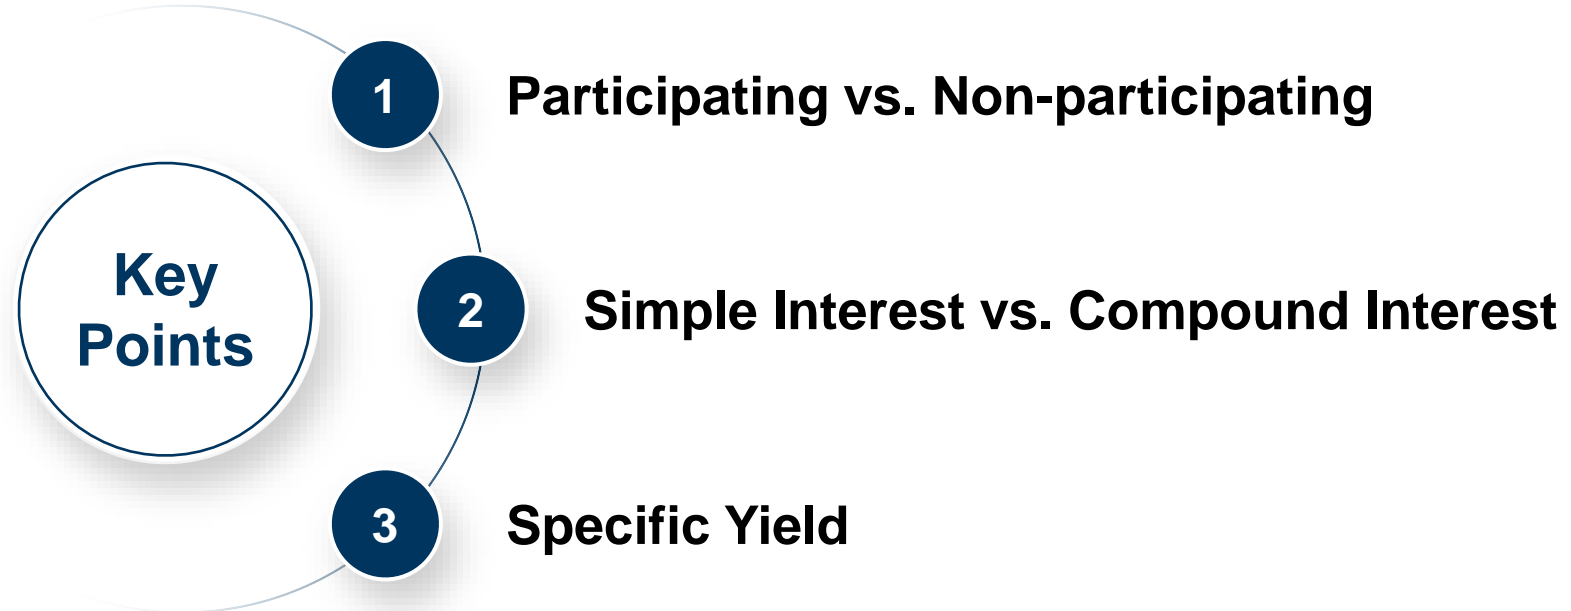 Key
Points
1
Participating vs. Non-participating
2
Simple Interest vs. Compound Interest
3
Specific Yield